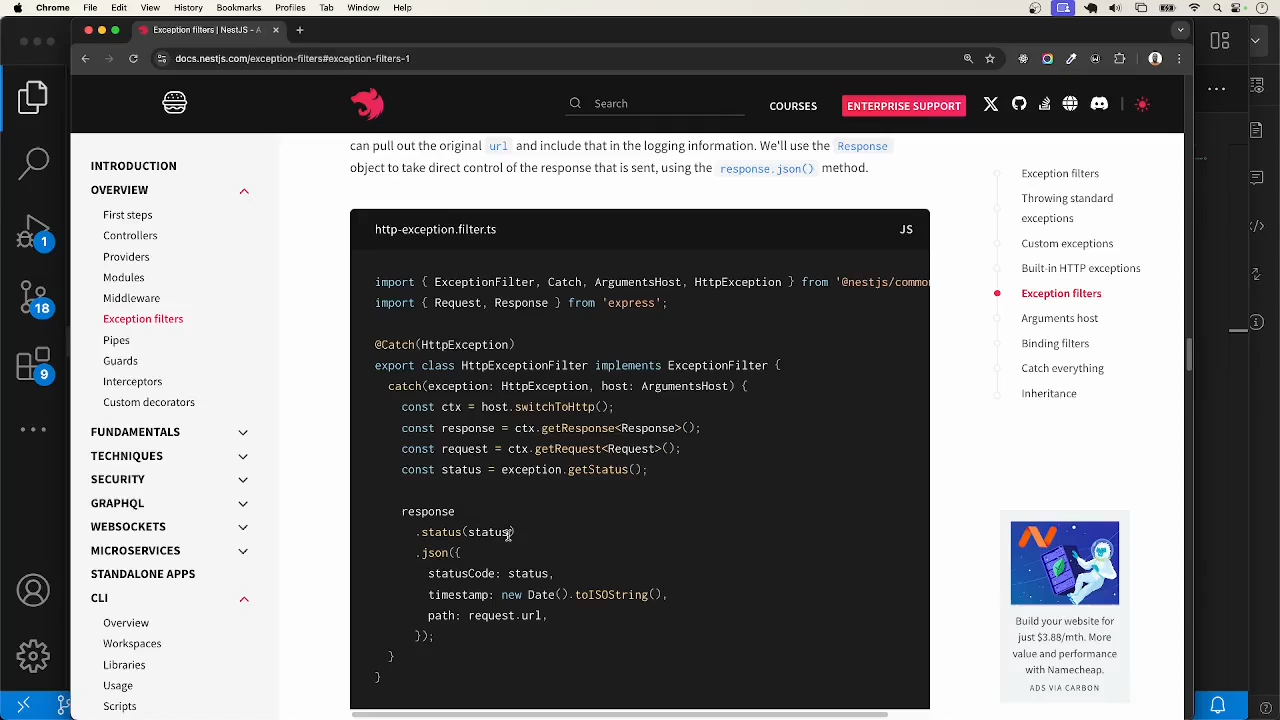 Chrome File Edit View History Bookmarks Profiles Tab Window Help
Exception filters | NestJS - A
docs.nestjs.com/exception-filters#exception-filters-1
Search
COURSES
ENTERPRISE SUPPORT
INTRODUCTION
OVERVIEW
First steps
Controllers
Providers
Modules
Middleware
Exception filters
Pipes
Guards
Interceptors
Custom decorators
FUNDAMENTALS
TECHNIQUES
SECURITY
GRAPHQL
WEBSOCKETS
MICROSERVICES
STANDALONE APPS
CLI
Overview
Workspaces
Libraries
Usage
Scripts
1
18
9
can pull out the original url and include that in the logging information. We'll use the Response
object to take direct control of the response that is sent, using the response.json() method.
http-exception.filter.ts
JS
import { ExceptionFilter, Catch, ArgumentsHost, HttpException } from '@nestjs/commo
import { Request, Response } from 'express';
@Catch(HttpException)
export class HttpExceptionFilter implements ExceptionFilter {
catch(exception: HttpException, host: ArgumentsHost) {
const ctx = host.switchToHttp();
const response = ctx.getResponse<Response>();
const request = ctx.getRequest<Request>();
const status = exception.getStatus();
response
.status(status)
.json({
statusCode: status,
timestamp: new Date().toISOString(),
path: request.url,
});
}
}
Exception filters
Throwing standard
exceptions
Custom exceptions
Built-in HTTP exceptions
Exception filters
Arguments host
Binding filters
Catch everything
Inheritance
Build your website for
just $3.88/mth. More
value and performance
with Namecheap.
ADS VIA CARBON